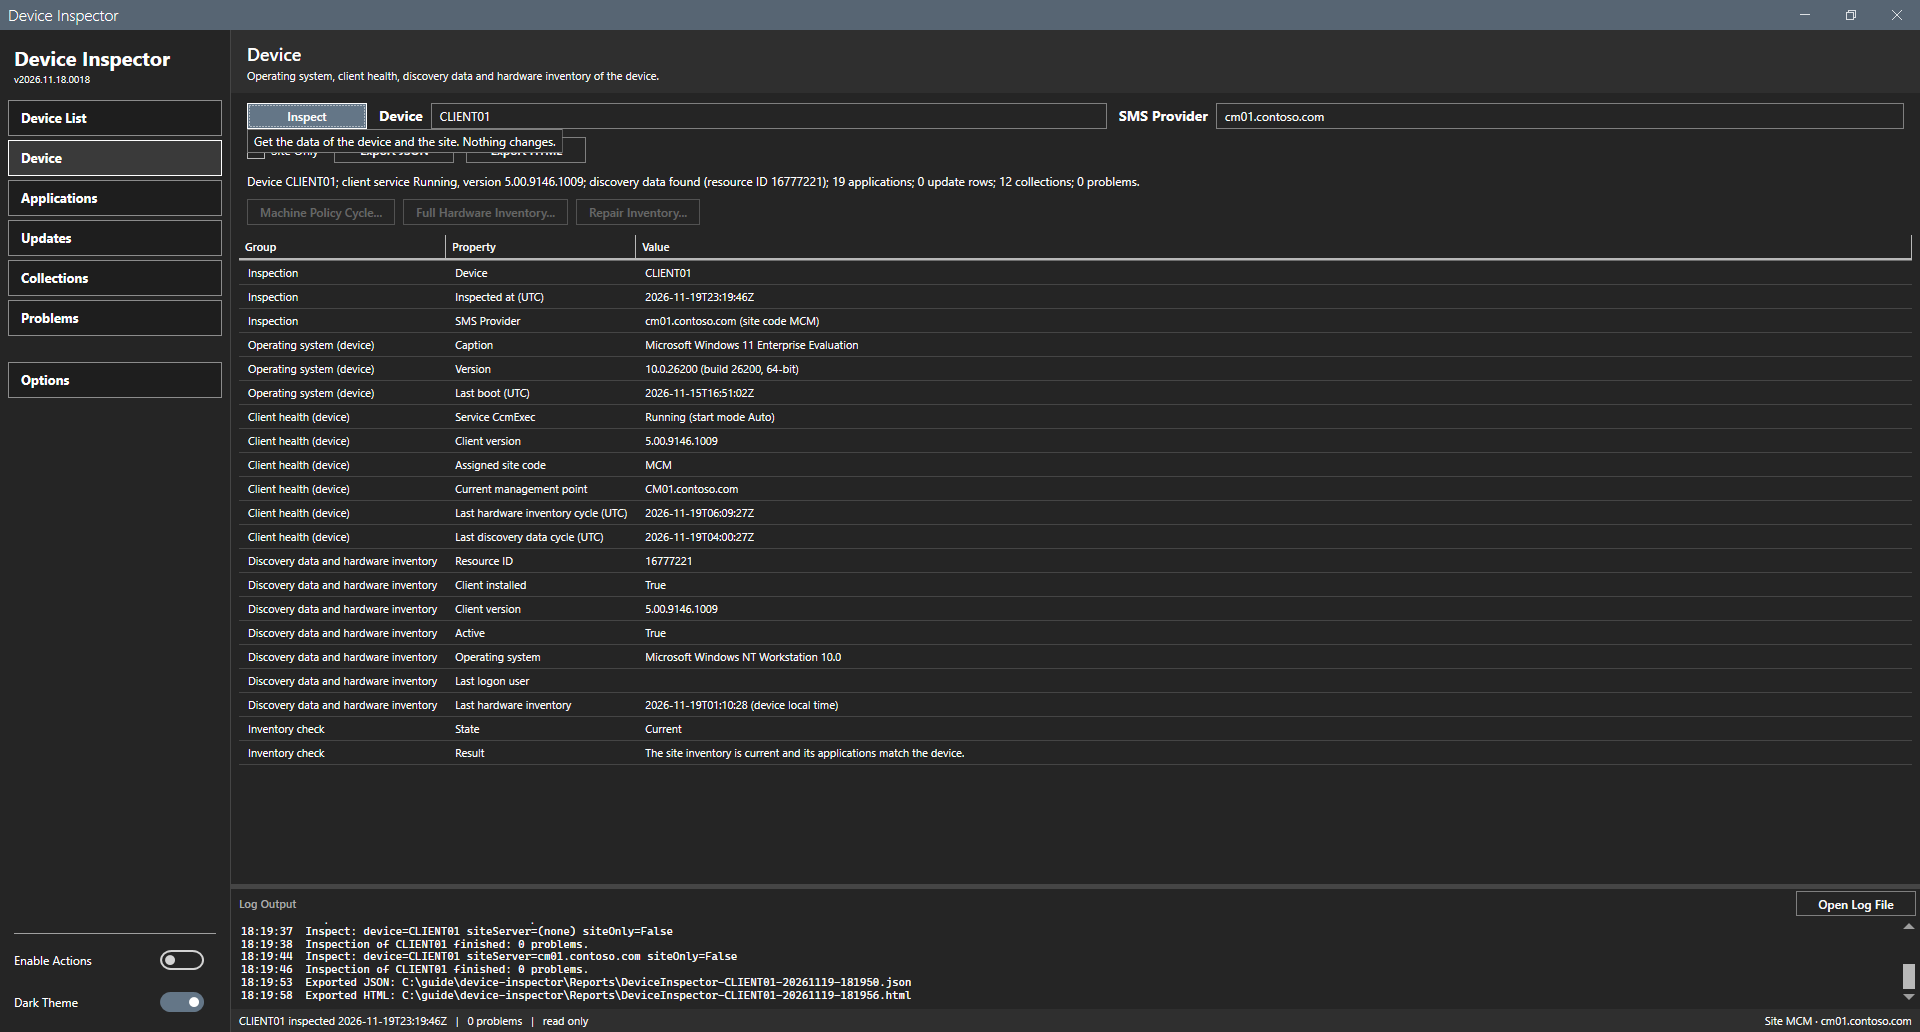 Device Inspector
Device Inspector
v2026.11.18.0018
Device List
Device
Applications
Updates
Collections
Problems
Options
Enable Actions
Dark Theme
Device
Operating system, client health, discovery data and hardware inventory of the device.
Inspect Device CLIENT01 SMS Provider cm01.contoso.com
Get the data of the device and the site. Nothing changes.
Site Only Export JSON Export HTML
Device CLIENT01; client service Running, version 5.00.9146.1009; discovery data found (resource ID 16777221); 19 applications; 0 update rows; 12 collections; 0 problems.
Machine Policy Cycle... Full Hardware Inventory... Repair Inventory...
Group Property Value
Inspection Device CLIENT01
Inspection Inspected at (UTC) 2026-11-19T23:19:46Z
Inspection SMS Provider cm01.contoso.com (site code MCM)
Operating system (device) Caption Microsoft Windows 11 Enterprise Evaluation
Operating system (device) Version 10.0.26200 (build 26200, 64-bit)
Operating system (device) Last boot (UTC) 2026-11-15T16:51:02Z
Client health (device) Service CcmExec Running (start mode Auto)
Client health (device) Client version 5.00.9146.1009
Client health (device) Assigned site code MCM
Client health (device) Current management point CM01.contoso.com
Client health (device) Last hardware inventory cycle (UTC) 2026-11-19T06:09:27Z
Client health (device) Last discovery data cycle (UTC) 2026-11-19T04:00:27Z
Discovery data and hardware inventory Resource ID 16777221
Discovery data and hardware inventory Client installed True
Discovery data and hardware inventory Client version 5.00.9146.1009
Discovery data and hardware inventory Active True
Discovery data and hardware inventory Operating system Microsoft Windows NT Workstation 10.0
Discovery data and hardware inventory Last logon user
Discovery data and hardware inventory Last hardware inventory 2026-11-19T01:10:28 (device local time)
Inventory check State Current
Inventory check Result The site inventory is current and its applications match the device.
Log Output Open Log File
18:19:37 Inspect: device=CLIENT01 siteServer=(none) siteOnly=False
18:19:38 Inspection of CLIENT01 finished: 0 problems.
18:19:44 Inspect: device=CLIENT01 siteServer=cm01.contoso.com siteOnly=False
18:19:46 Inspection of CLIENT01 finished: 0 problems.
18:19:53 Exported JSON: C:\guide\device-inspector\Reports\DeviceInspector-CLIENT01-20261119-181950.json
18:19:58 Exported HTML: C:\guide\device-inspector\Reports\DeviceInspector-CLIENT01-20261119-181956.html
CLIENT01 inspected 2026-11-19T23:19:46Z | 0 problems | read only
Site MCM · cm01.contoso.com